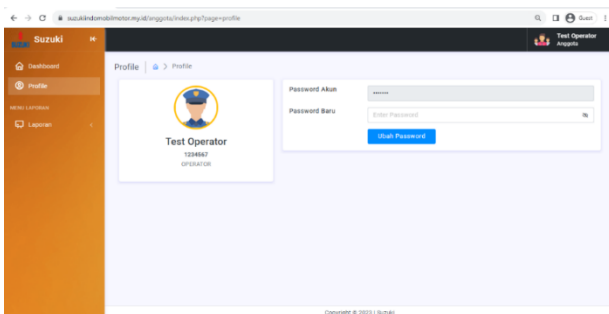 suzukiindomobilmotor.my.id/anggota/index.php?page=profile
Guest
Suzuki
Test Operator
Anggota
Dashboard
Profile
MENU LAPORAN
Laporan
Profile
Profile
Test Operator
1234567
OPERATOR
Password Akun
•••••••
Password Baru
Enter Password
Ubah Password
Copyright © 2023 | Suzuki